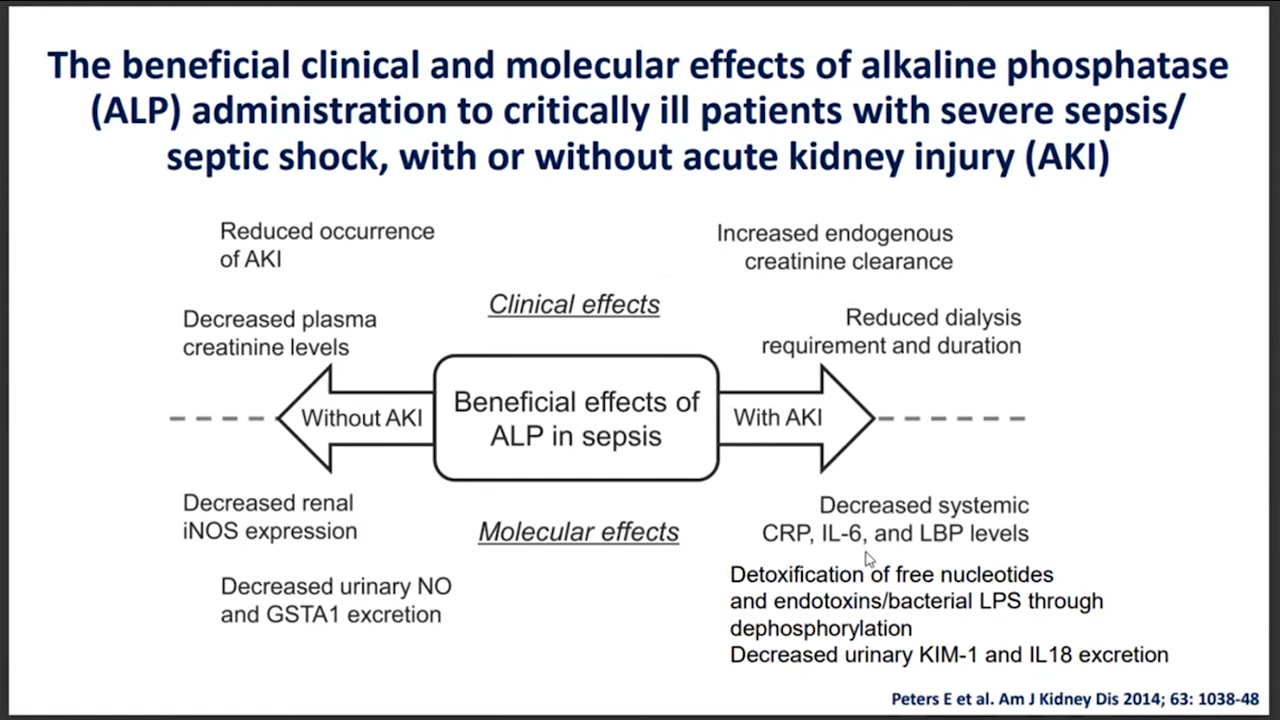 The beneficial clinical and molecular effects of alkaline phosphatase
(ALP) administration to critically ill patients with severe sepsis/
septic shock, with or without acute kidney injury (AKI)
Reduced occurrence
of AKI
Increased endogenous
creatinine clearance
Clinical effects
Decreased plasma
creatinine levels
Reduced dialysis
requirement and duration
Without AKI
Beneficial effects of
ALP in sepsis
With AKI
Decreased renal
iNOS expression
Molecular effects
Decreased systemic
CRP, IL-6, and LBP levels
Decreased urinary NO
and GSTA1 excretion
Detoxification of free nucleotides
and endotoxins/bacterial LPS through
dephosphorylation
Decreased urinary KIM-1 and IL18 excretion
Peters E et al. Am J Kidney Dis 2014; 63: 1038-48